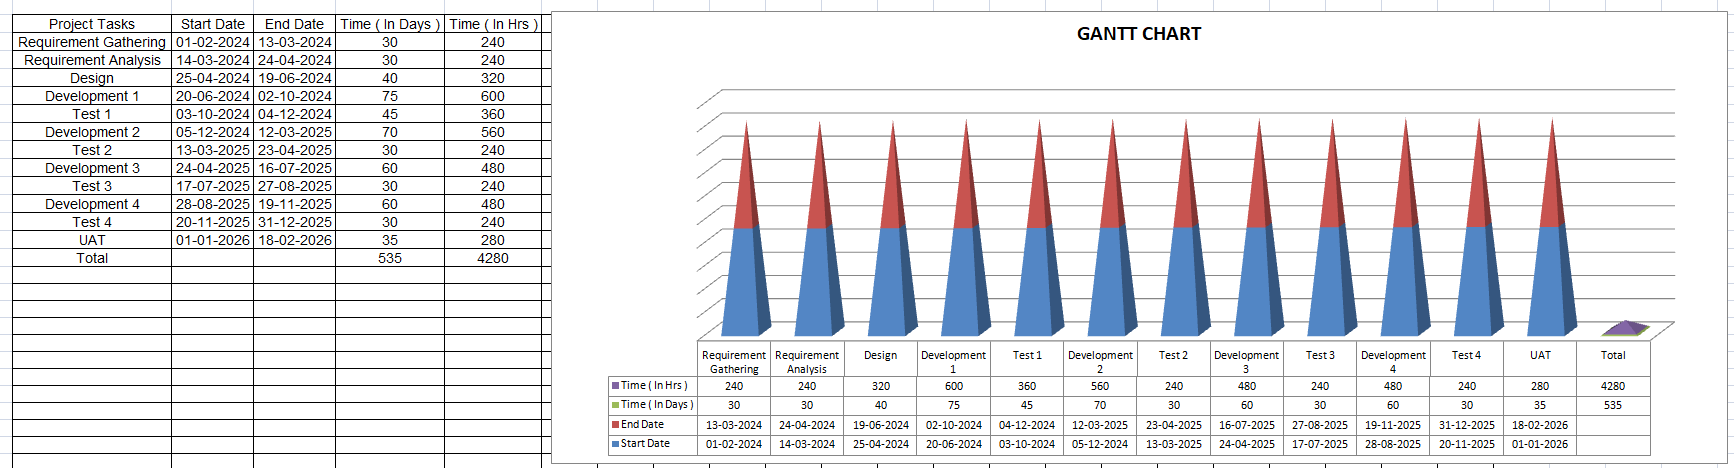 Project Tasks Start Date End Date Time ( In Days ) Time ( In Hrs )
Requirement Gathering 01-02-2024 13-03-2024 30 240
Requirement Analysis 14-03-2024 24-04-2024 30 240
Design 25-04-2024 19-06-2024 40 320
Development 1 20-06-2024 02-10-2024 75 600
Test 1 03-10-2024 04-12-2024 45 360
Development 2 05-12-2024 12-03-2025 70 560
Test 2 13-03-2025 23-04-2025 30 240
Development 3 24-04-2025 16-07-2025 60 480
Test 3 17-07-2025 27-08-2025 30 240
Development 4 28-08-2025 19-11-2025 60 480
Test 4 20-11-2025 31-12-2025 30 240
UAT 01-01-2026 18-02-2026 35 280
Total 535 4280
GANTT CHART
Requirement Requirement Design Development Test 1 Development Test 2 Development Test 3 Development Test 4 UAT Total
Gathering Analysis 1 2 3 4
Time ( In Hrs ) 240 240 320 600 360 560 240 480 240 480 240 280 4280
Time ( In Days ) 30 30 40 75 45 70 30 60 30 60 30 35 535
End Date 13-03-2024 24-04-2024 19-06-2024 02-10-2024 04-12-2024 12-03-2025 23-04-2025 16-07-2025 27-08-2025 19-11-2025 31-12-2025 18-02-2026
Start Date 01-02-2024 14-03-2024 25-04-2024 20-06-2024 03-10-2024 05-12-2024 13-03-2025 24-04-2025 17-07-2025 28-08-2025 20-11-2025 01-01-2026